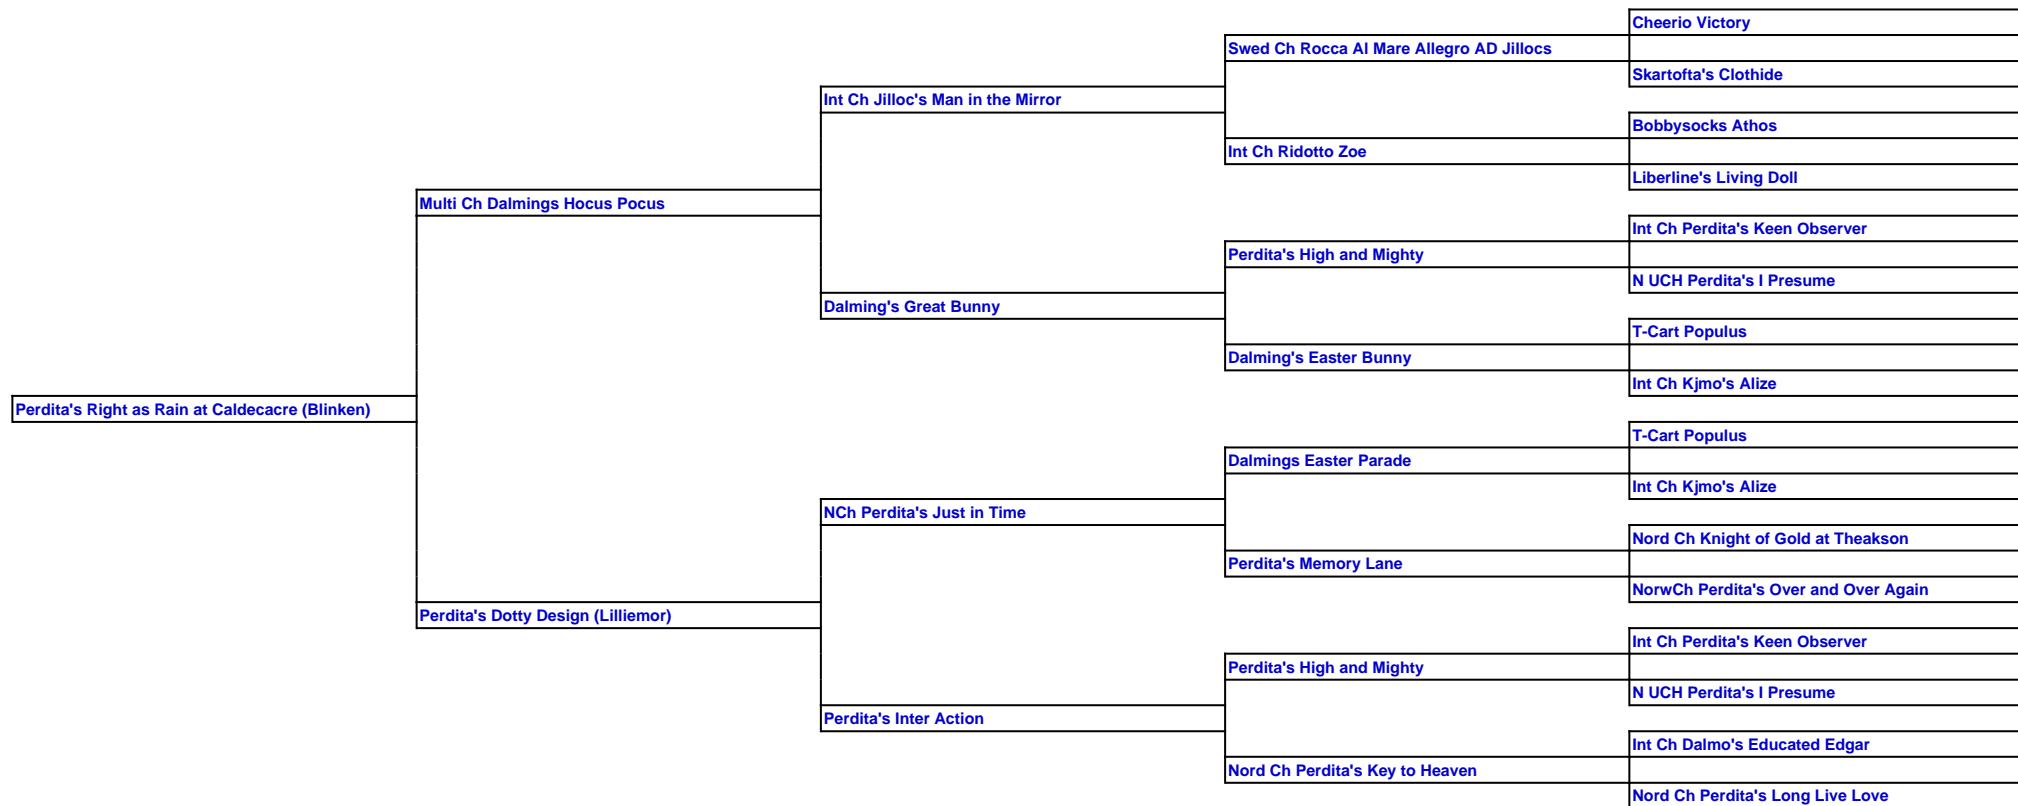 Cheerio Victory
Swed Ch Rocca Al Mare Allegro AD Jillocs
Skartofta's Clothide
Int Ch Jilloc's Man in the Mirror
Bobbysocks Athos
Int Ch Ridotto Zoe
Liberline's Living Doll
Multi Ch Dalmings Hocus Pocus
Int Ch Perdita's Keen Observer
Perdita's High and Mighty
N UCH Perdita's I Presume
Dalming's Great Bunny
T-Cart Populus
Dalming's Easter Bunny
Int Ch Kjmo's Alize
Perdita's Right as Rain at Caldecacre (Blinken)
T-Cart Populus
Dalmings Easter Parade
Int Ch Kjmo's Alize
NCh Perdita's Just in Time
Nord Ch Knight of Gold at Theakson
Perdita's Memory Lane
NorwCh Perdita's Over and Over Again
Perdita's Dotty Design (Lilliemor)
Int Ch Perdita's Keen Observer
Perdita's High and Mighty
N UCH Perdita's I Presume
Perdita's Inter Action
Int Ch Dalmo's Educated Edgar
Nord Ch Perdita's Key to Heaven
Nord Ch Perdita's Long Live Love